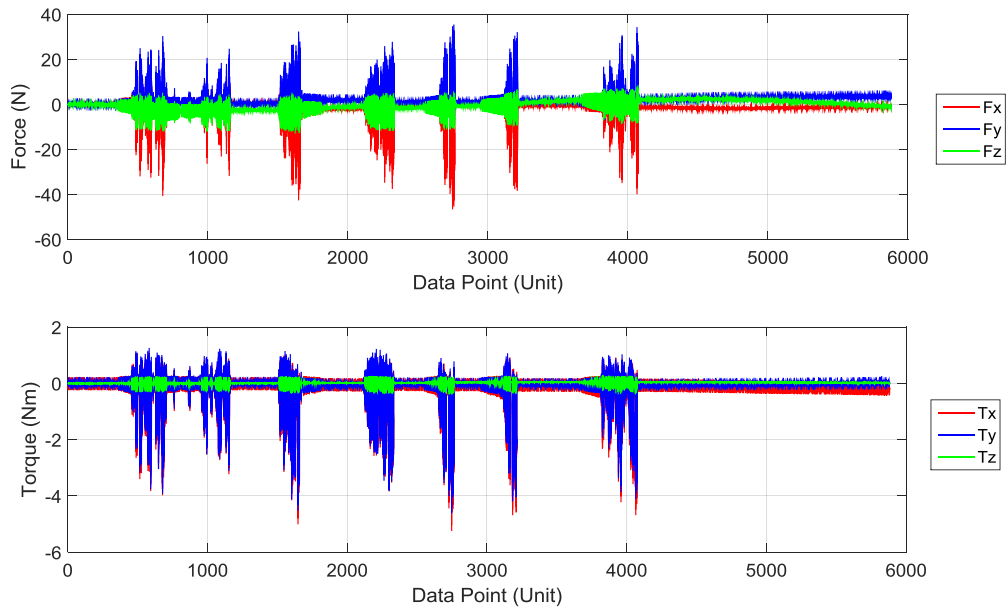 40
20
0
-20
-40
-60
Force (N)
0 1000 2000 3000 4000 5000 6000
Data Point (Unit)
Fx
Fy
Fz
2
0
-2
-4
-6
Torque (Nm)
0 1000 2000 3000 4000 5000 6000
Data Point (Unit)
Tx
Ty
Tz